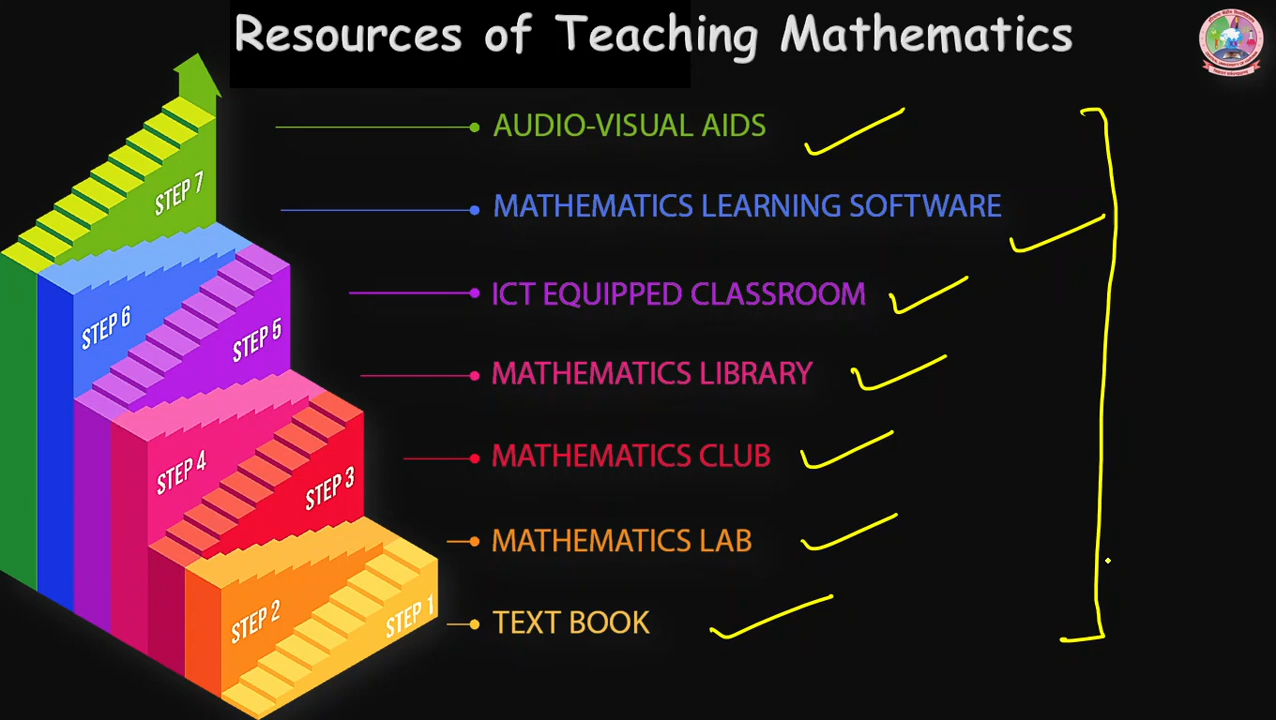 Resources of Teaching Mathematics
AUDIO-VISUAL AIDS
STEP 7
MATHEMATICS LEARNING SOFTWARE
STEP 6
ICT EQUIPPED CLASSROOM
STEP 5
MATHEMATICS LIBRARY
STEP 4
MATHEMATICS CLUB
STEP 3
MATHEMATICS LAB
STEP 2
TEXT BOOK
STEP 1